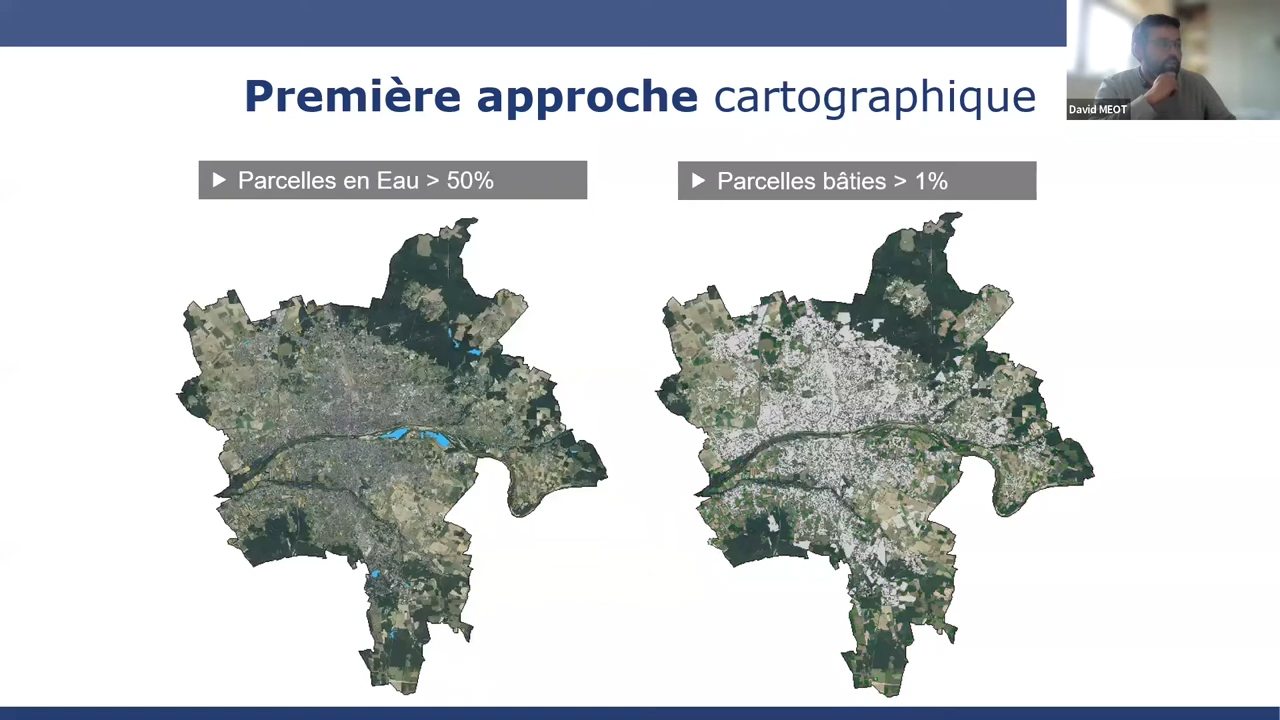 Première approche cartographique
David MEOT
Parcelles en Eau > 50%
Parcelles bâties > 1%